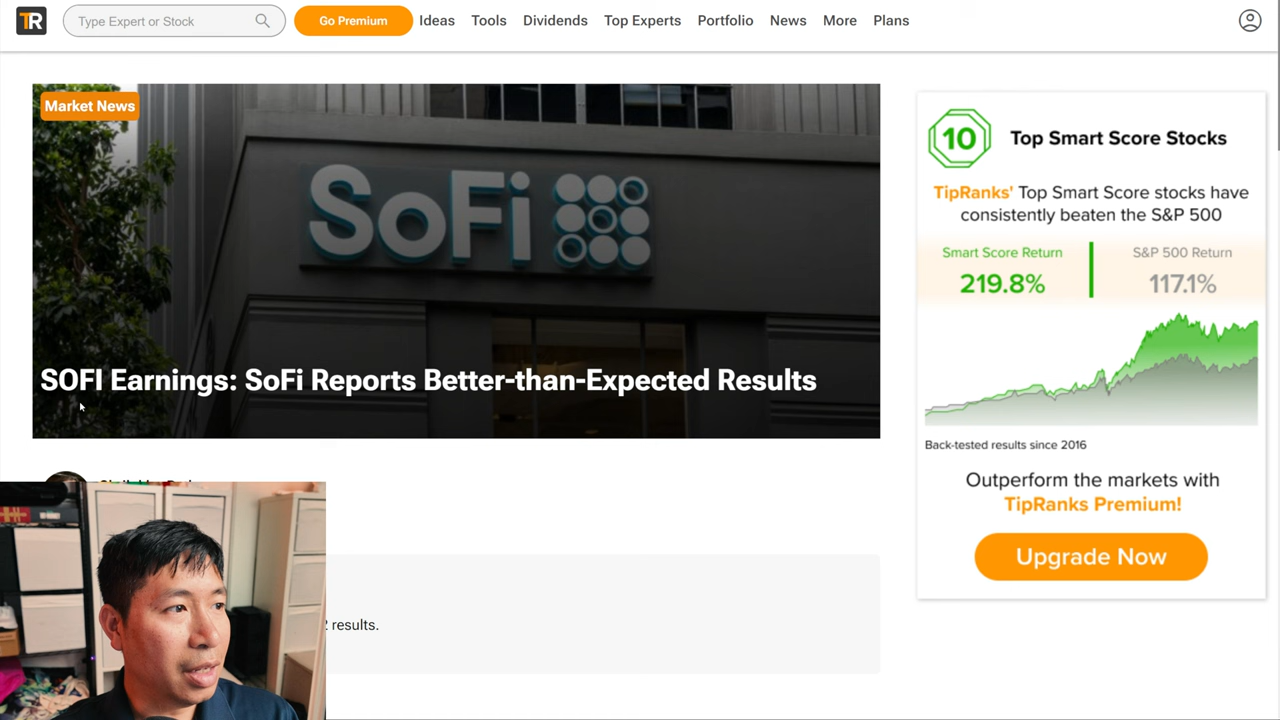 TR
Type Expert or Stock
Go Premium
Ideas
Tools
Dividends
Top Experts
Portfolio
News
More
Plans
Market News
SoFi
SOFI Earnings: SoFi Reports Better-than-Expected Results
results.
10
Top Smart Score Stocks
TipRanks' Top Smart Score stocks have
consistently beaten the S&P 500
Smart Score Return
219.8%
S&P 500 Return
117.1%
Back-tested results since 2016
Outperform the markets with
TipRanks Premium!
Upgrade Now